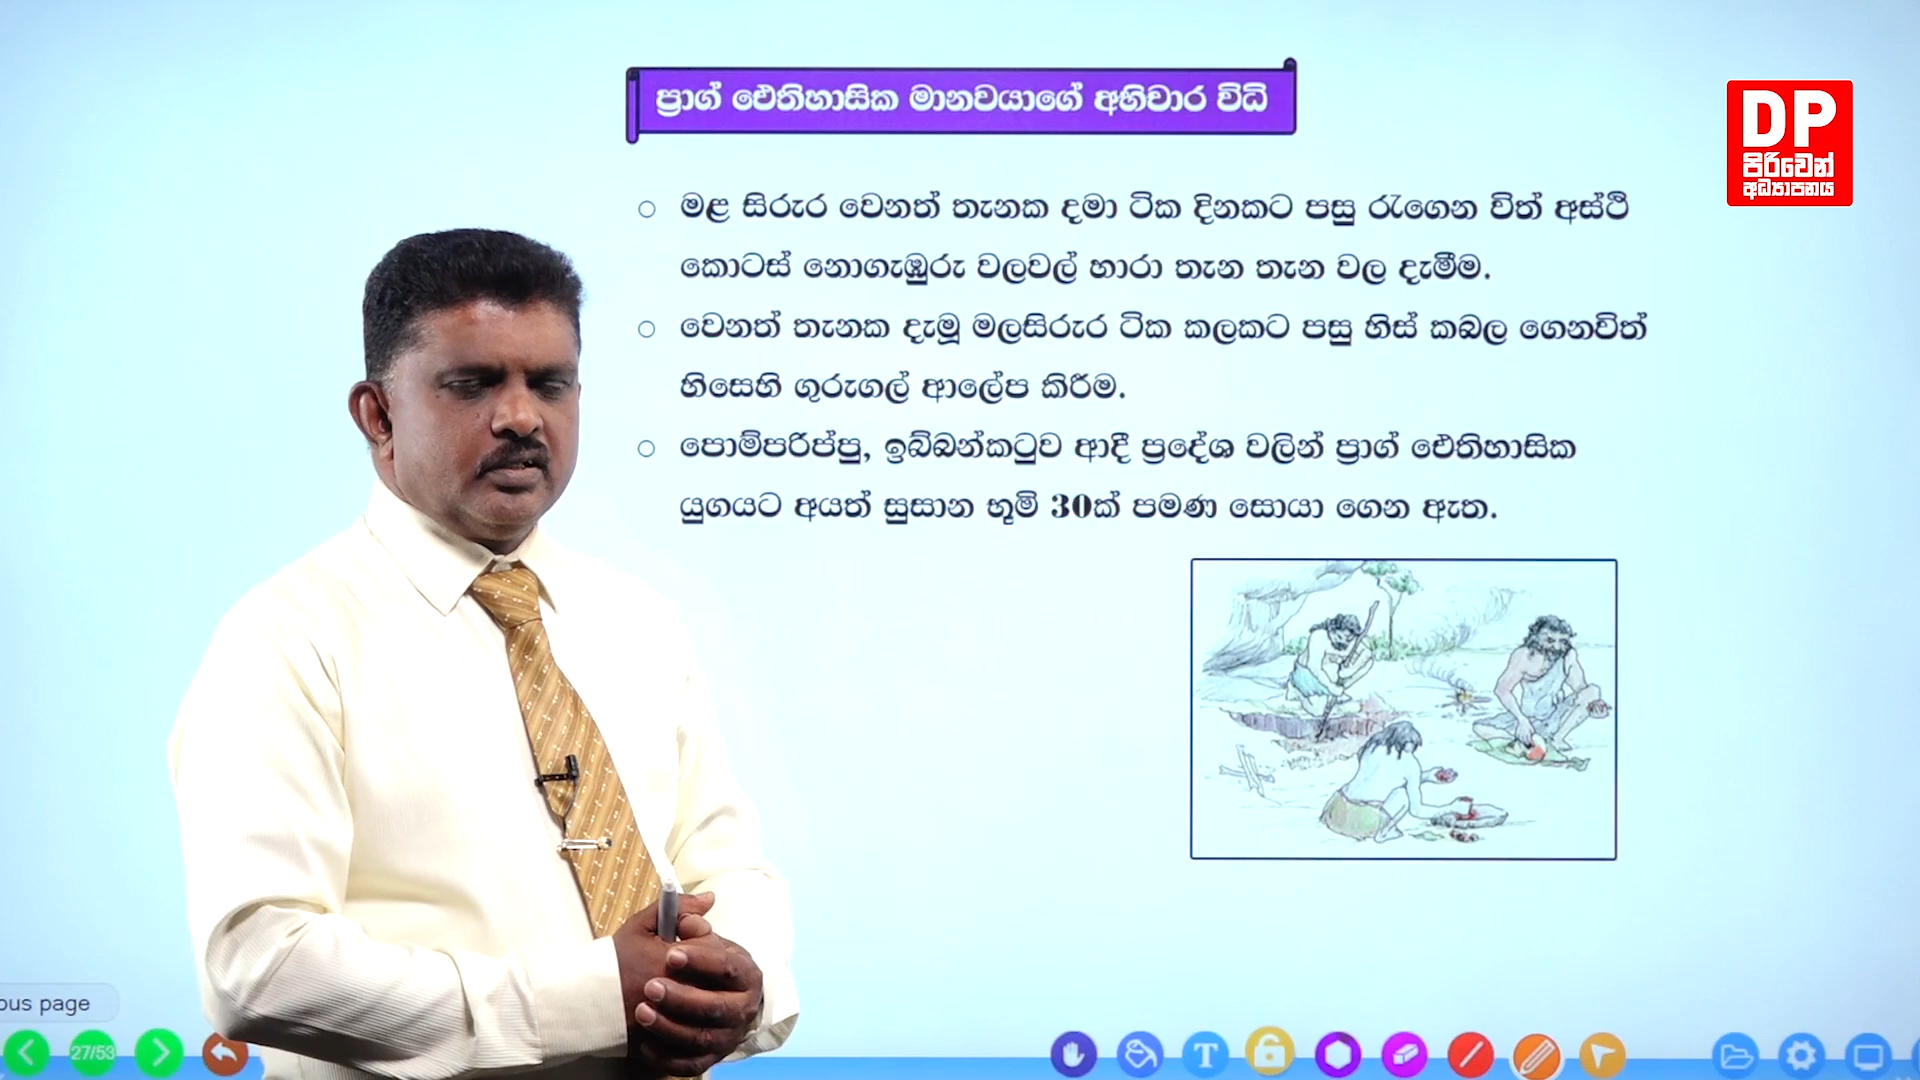 ප්‍රාග් ඓතිහාසික මානවයාගේ අභිචාර විධි
DP
පිරිවෙන්
අධ්‍යාපනය
○ මළ සිරුර වෙනත් තැනක දමා ටික දිනකට පසු රැගෙන විත් අස්ථි
කොටස් නොගැඹුරු වලවල් හාරා තැන තැන වල දැමීම.
○ වෙනත් තැනක දැමූ මලසිරුර ටික කලකට පසු හිස් කබල ගෙනවිත්
හිසෙහි ගුරුගල් ආලේප කිරීම.
○ පොම්පරිප්පු, ඉබ්බන්කටුව ආදී ප්‍රදේශ වලින් ප්‍රාග් ඓතිහාසික
යුගයට අයත් සුසාන භූමි 30ක් පමණ සොයා ගෙන ඇත.
ous page
27/53
T